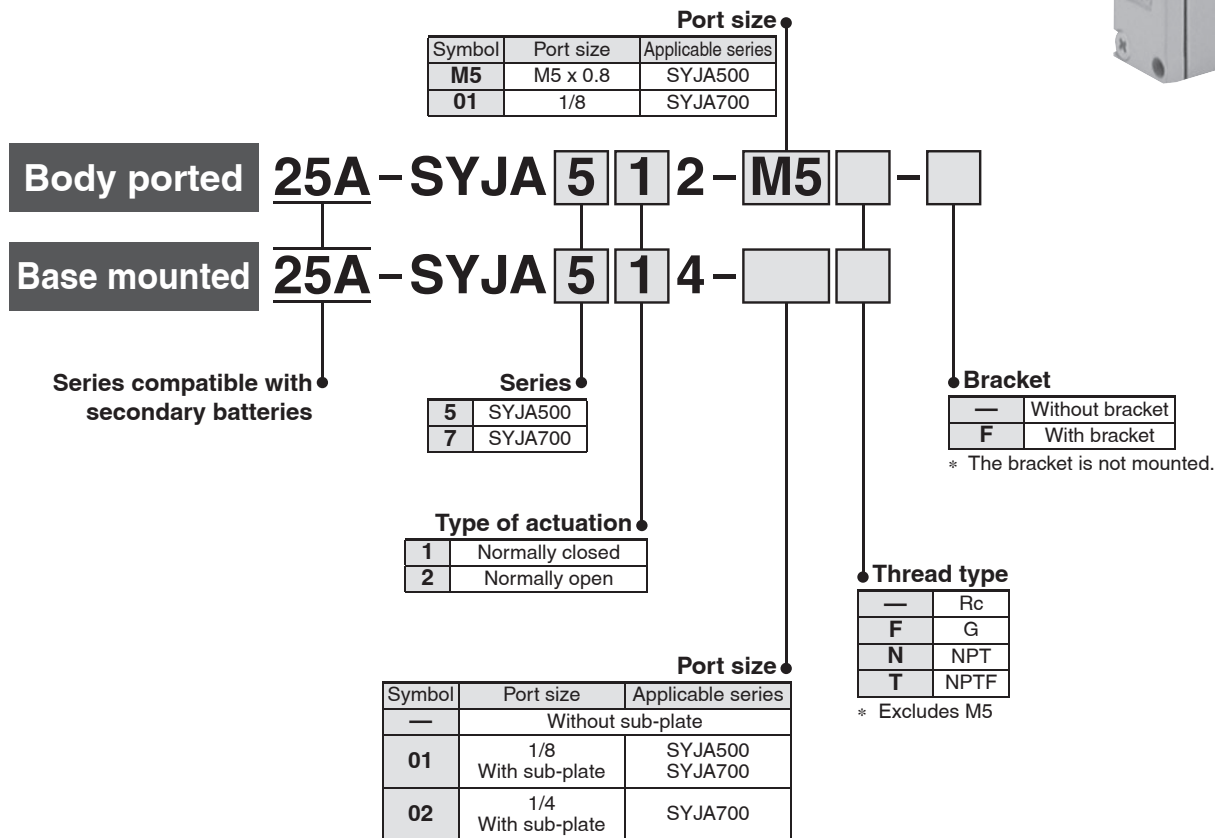 Port size
Symbol Port size Applicable series
M5 M5 x 0.8 SYJA500
01 1/8 SYJA700
Body ported 25A-SYJA 5 1 2-M5 -
Base mounted 25A-SYJA 5 1 4-
Series compatible with
secondary batteries
Series
5 SYJA500
7 SYJA700
Bracket
— Without bracket
F With bracket
* The bracket is not mounted.
Type of actuation
1 Normally closed
2 Normally open
Thread type
— Rc
F G
N NPT
T NPTF
* Excludes M5
Port size
Symbol Port size Applicable series
— Without sub-plate
01 1/8 With sub-plate SYJA500 SYJA700
02 1/4 With sub-plate SYJA700